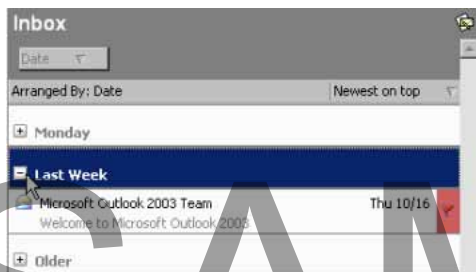 Inbox
Date
Arranged By: Date Newest on top
Monday
Last Week
Microsoft Outlook 2003 Team Thu 10/16
Welcome to Microsoft Outlook 2003
Older